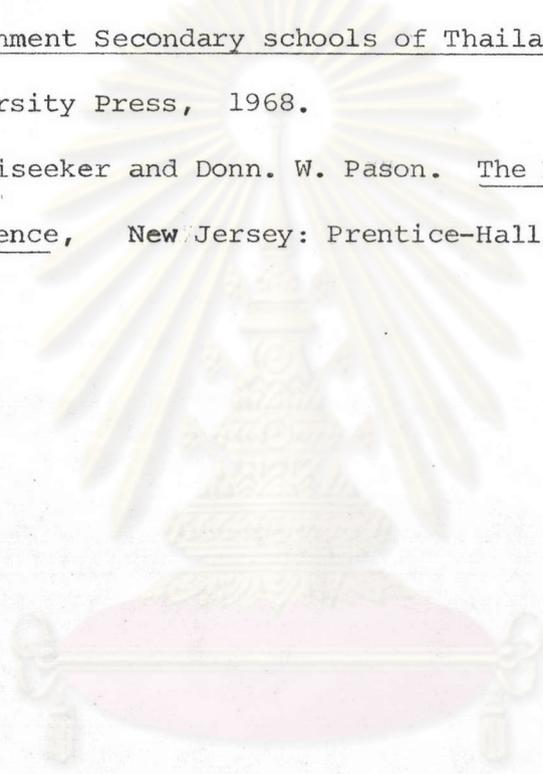 nment Secondary schools of Thaila
rsity Press, 1968.
iseeker and Donn. W. Pason. The
ence, New Jersey: Prentice-Hall